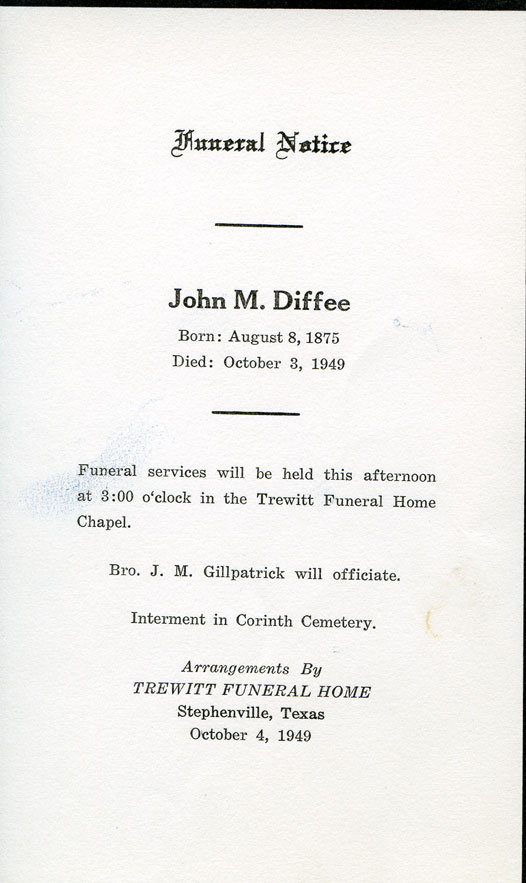 Funeral Notice
John M. Diffee
Born: August 8, 1875
Died: October 3, 1949
Funeral services will be held this afternoon
at 3:00 o‘clock in the Trewitt Funeral Home
Chapel.
Bro. J. M. Gillpatrick will officiate.
Interment in Corinth Cemetery.
Arrangements By
TREWITT FUNERAL HOME
Stephenville, Texas
October 4, 1949